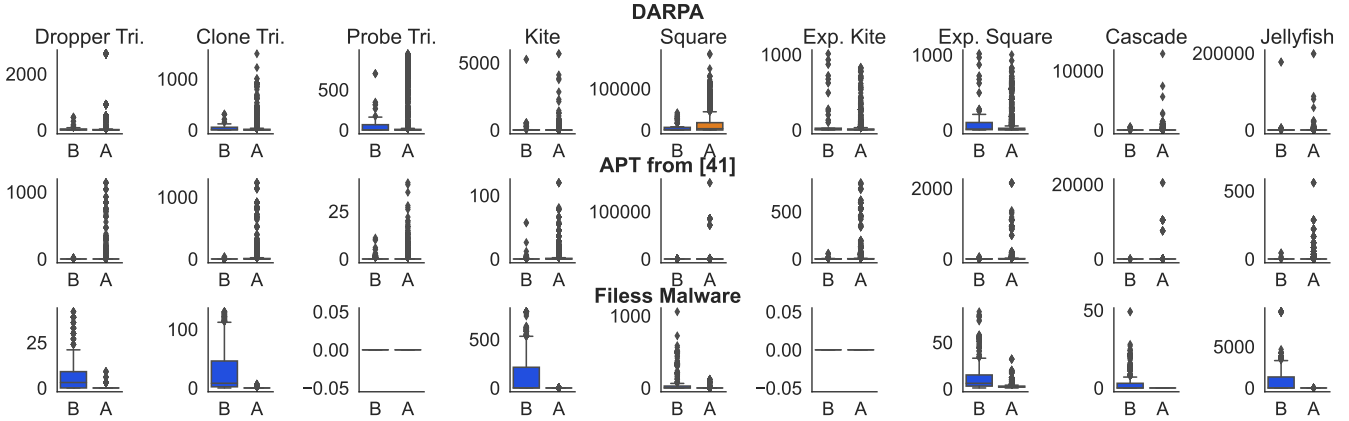 DARPA
Dropper Tri. Clone Tri. Probe Tri. Kite Square Exp. Kite Exp. Square Cascade Jellyfish
2000 0 1000 0 500 0 5000 0 100000 0 1000 0 1000 0 10000 0 200000 0
B A B A B A B A B A B A B A B A B A
APT from [41]
1000 0 1000 0 25 0 100 0 100000 0 500 0 2000 0 20000 0 500 0
B A B A B A B A B A B A B A B A B A
Filess Malware
25 0 100 0 0.05 0.00 −0.05 500 0 1000 0 0.05 0.00 −0.05 50 0 50 0 5000 0
B A B A B A B A B A B A B A B A B A